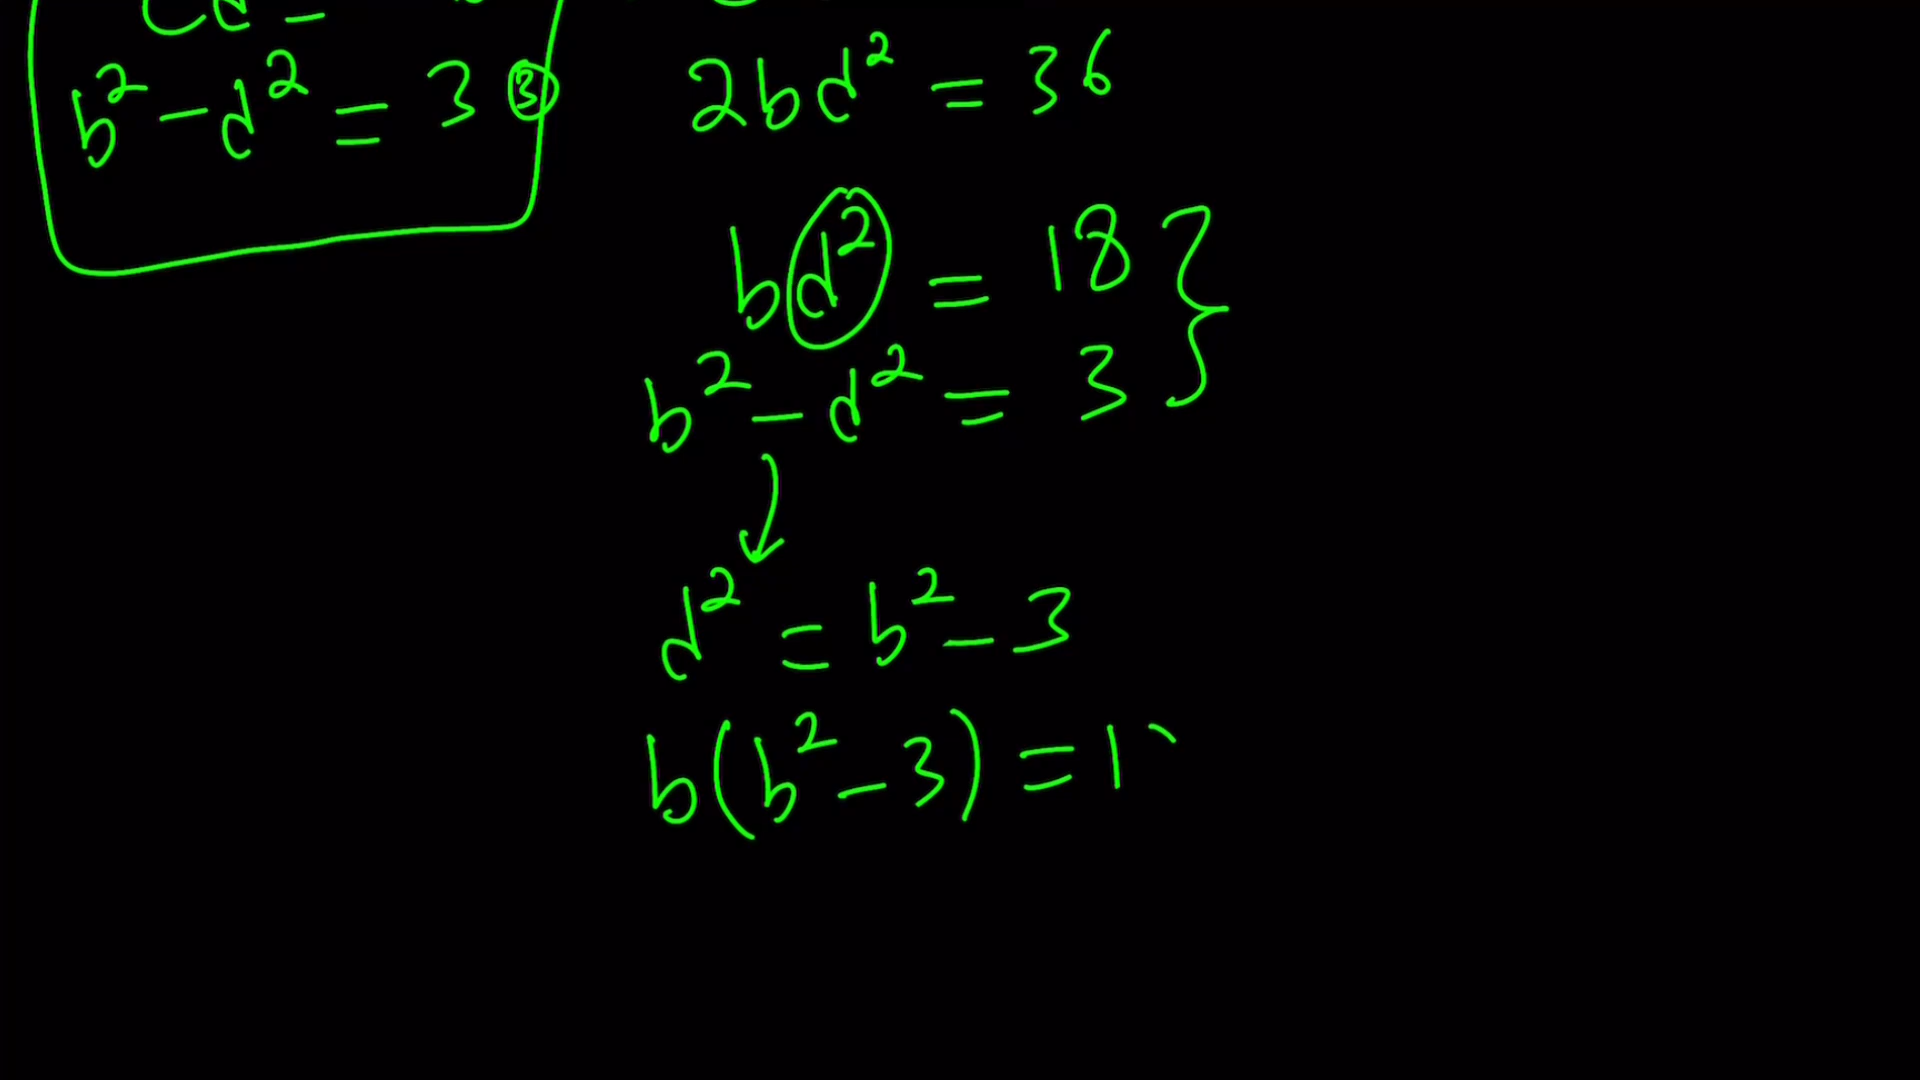 b² - d² = 3 ③
2bd² = 36
bd² = 18
b² - d² = 3
d² = b² - 3
b(b² - 3) = 1